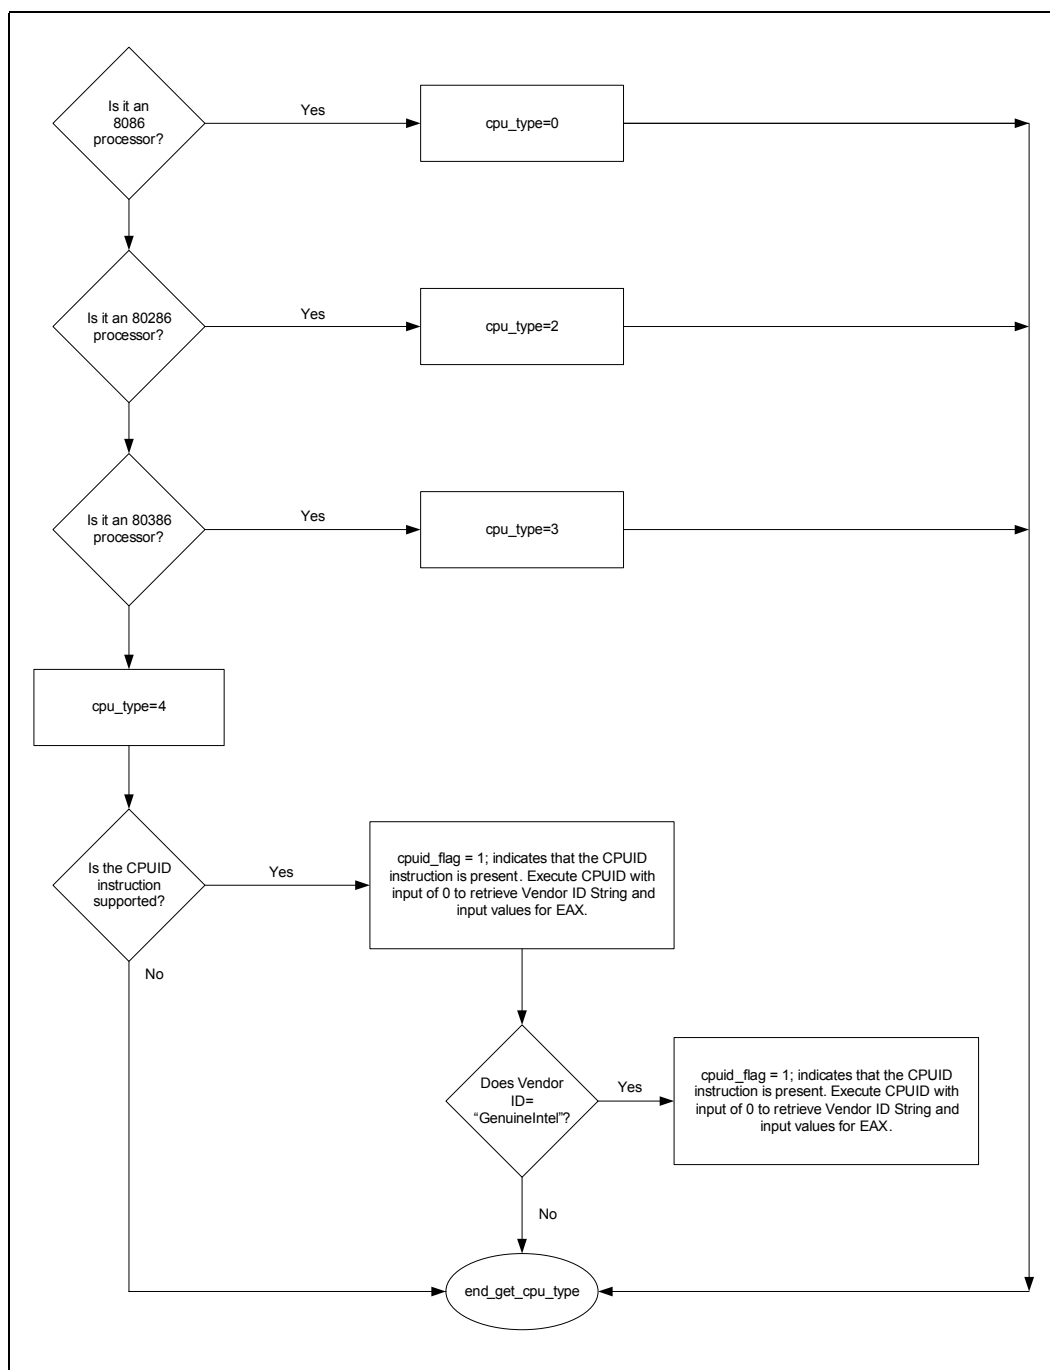 Is it an
8086
processor?
Yes
cpu_type=0
Is it an 80286
processor?
Yes
cpu_type=2
Is it an 80386
processor?
Yes
cpu_type=3
cpu_type=4
Is the CPUID
instruction
supported?
Yes
cpuid_flag = 1; indicates that the CPUID
instruction is present. Execute CPUID with
input of 0 to retrieve Vendor ID String and
input values for EAX.
No
Does Vendor
ID=
“GenuineIntel”?
Yes
cpuid_flag = 1; indicates that the CPUID
instruction is present. Execute CPUID with
input of 0 to retrieve Vendor ID String and
input values for EAX.
No
end_get_cpu_type